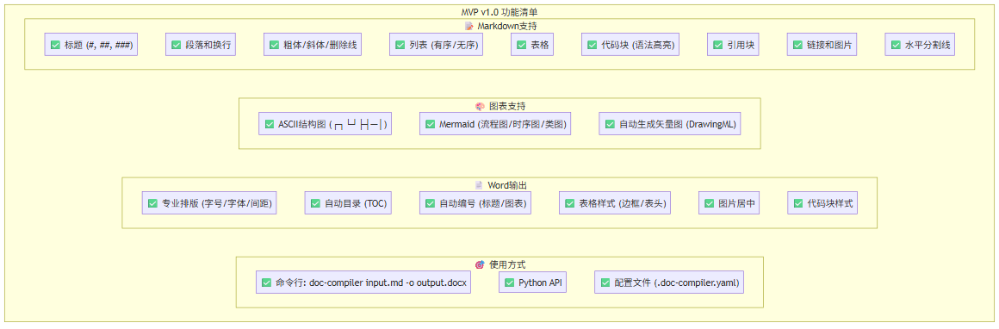 MVP v1.0 功能清单
📝 Markdown支持
✅ 标题 (#, ##, ###)
✅ 段落和换行
✅ 粗体/斜体/删除线
✅ 列表 (有序/无序)
✅ 表格
✅ 代码块 (语法高亮)
✅ 引用块
✅ 链接和图片
✅ 水平分割线
🎨 图表支持
✅ ASCII结构图 (┌┐└┘├┤─│)
✅ Mermaid (流程图/时序图/类图)
✅ 自动生成矢量图 (DrawingML)
📄 Word输出
✅ 专业排版 (字号/字体/间距)
✅ 自动目录 (TOC)
✅ 自动编号 (标题/图表)
✅ 表格样式 (边框/表头)
✅ 图片居中
✅ 代码块样式
🎯 使用方式
✅ 命令行: doc-compiler input.md -o output.docx
✅ Python API
✅ 配置文件 (.doc-compiler.yaml)